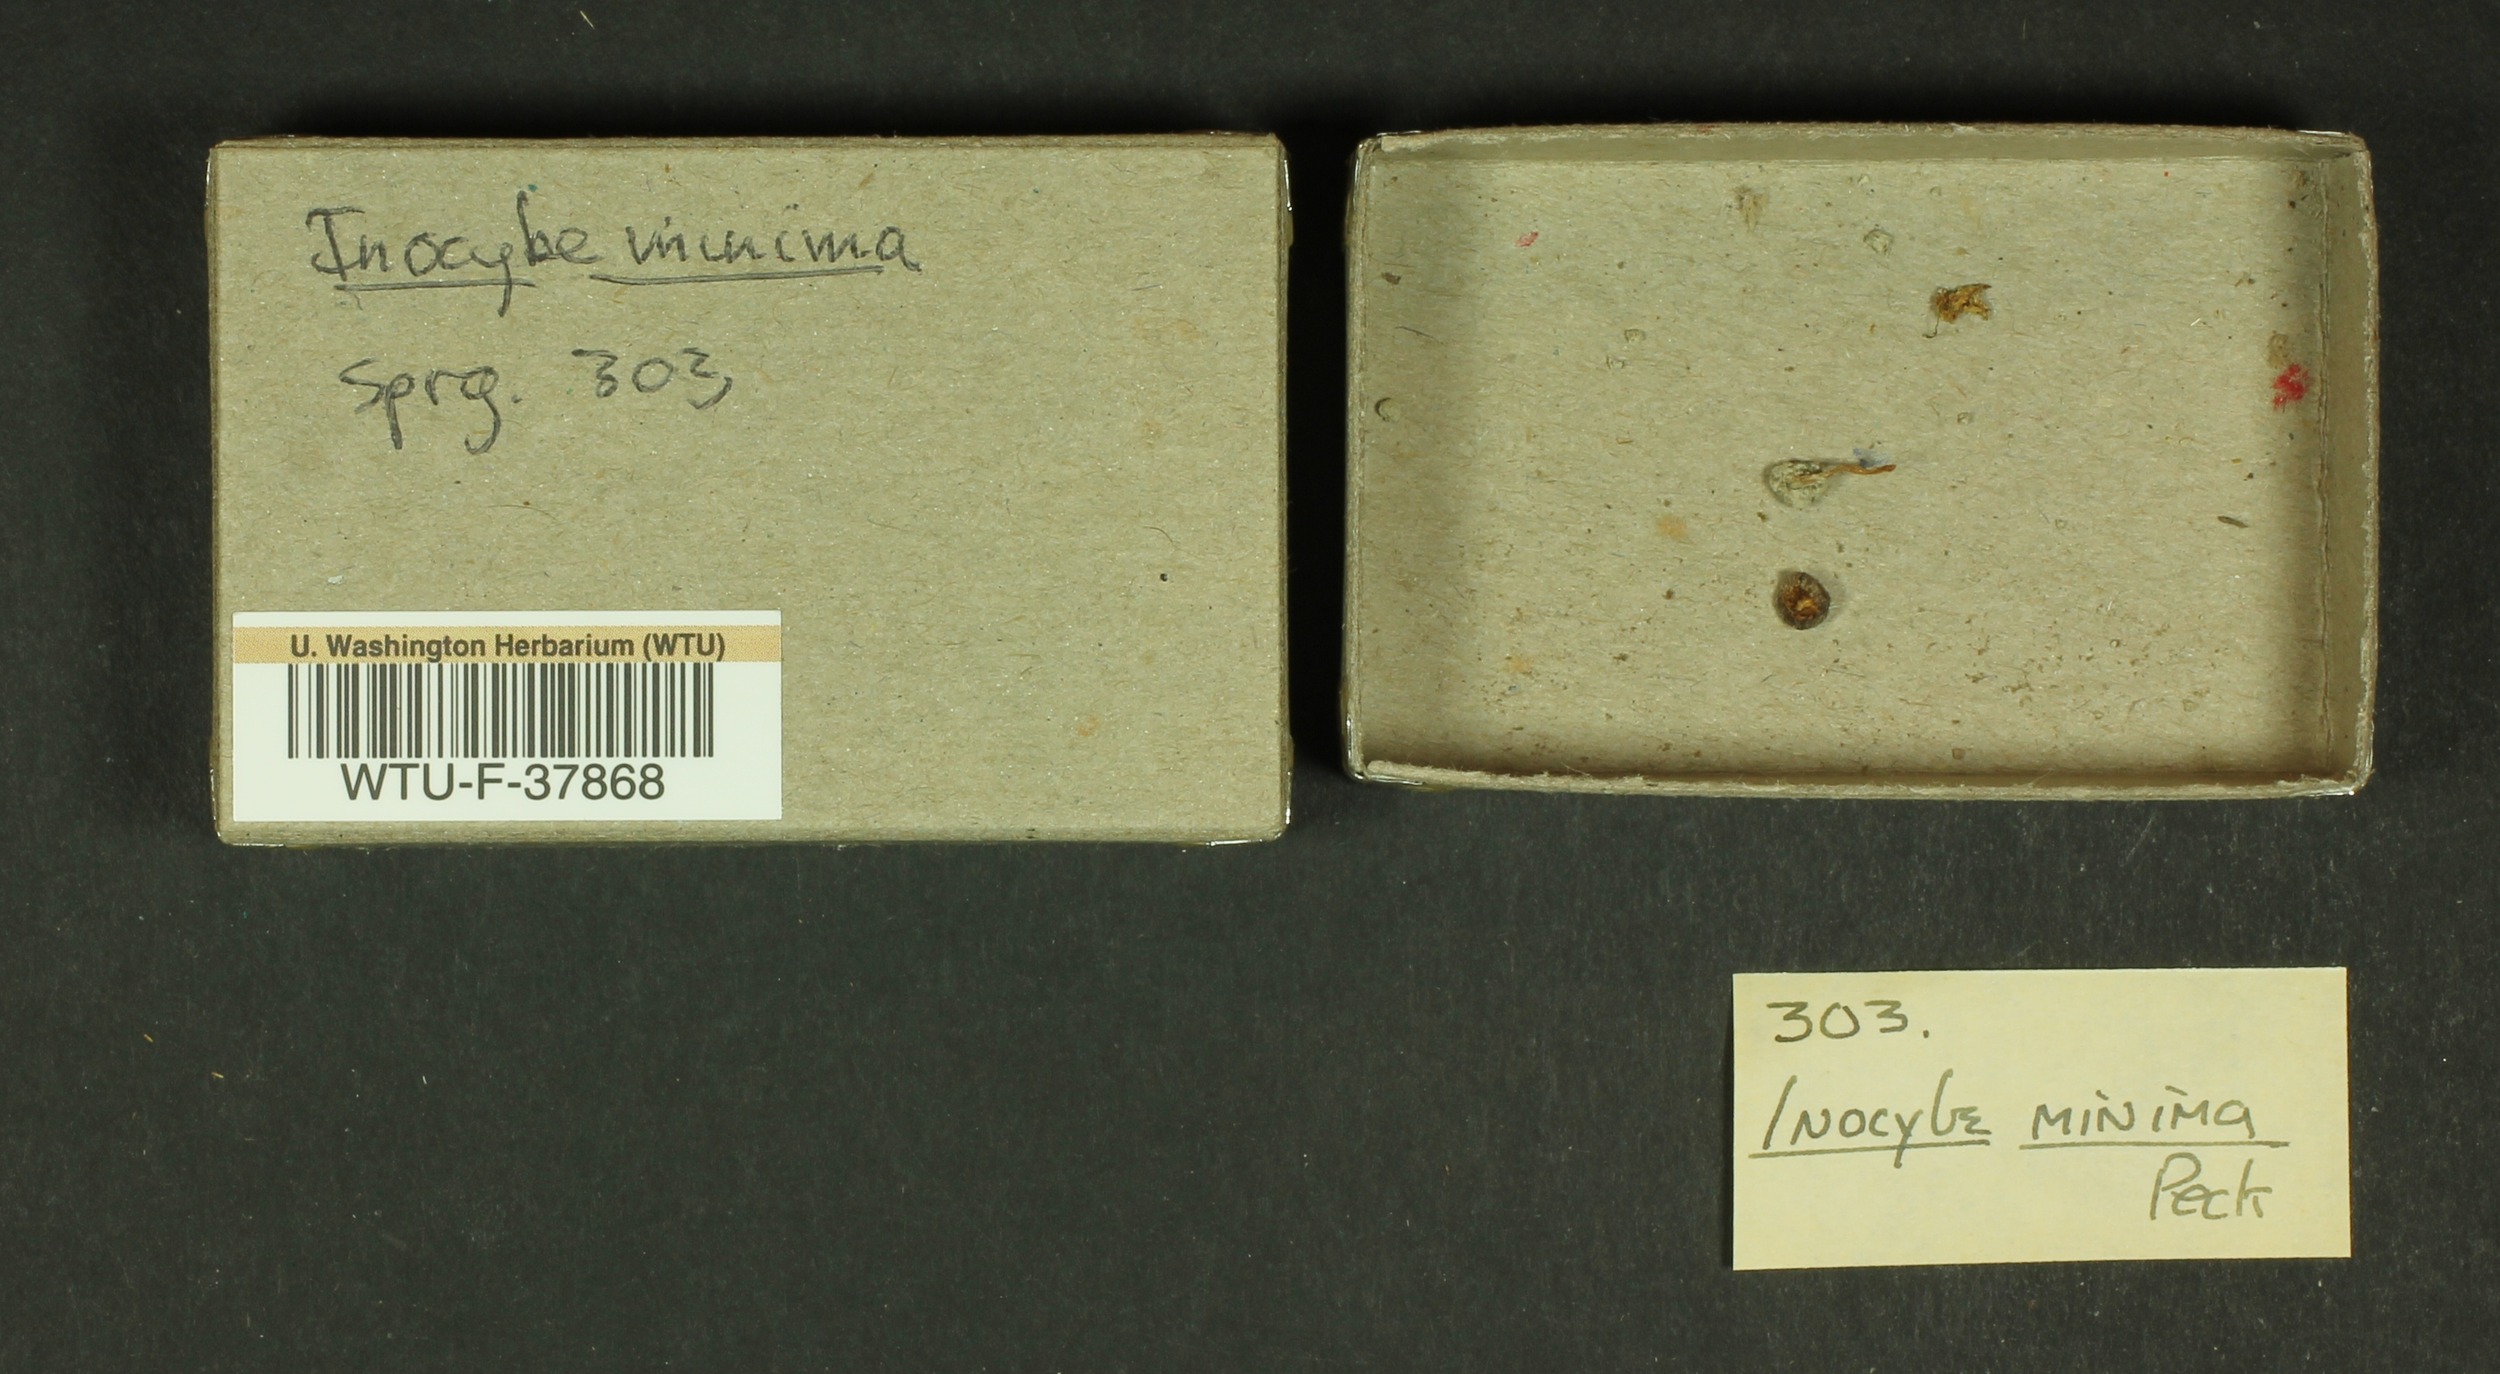 Inocybe minima
Sprg. 303
U. Washington Herbarium (WTU)
WTU-F-37868
303.
Inocybe minima
Peck